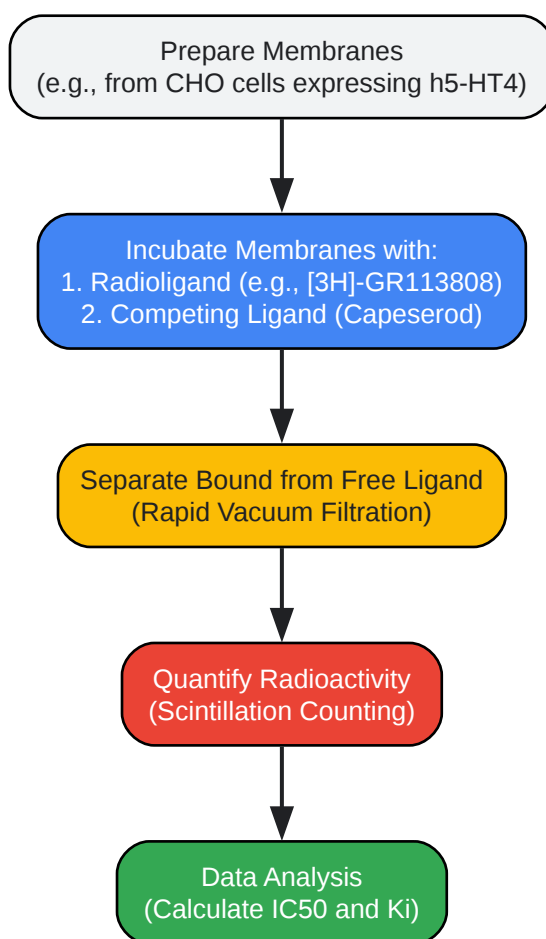 Prepare Membranes
(e.g., from CHO cells expressing h5-HT4)
Incubate Membranes with:
1. Radioligand (e.g., [3H]-GR113808)
2. Competing Ligand (Capeserod)
Separate Bound from Free Ligand
(Rapid Vacuum Filtration)
Quantify Radioactivity
(Scintillation Counting)
Data Analysis
(Calculate IC50 and Ki)